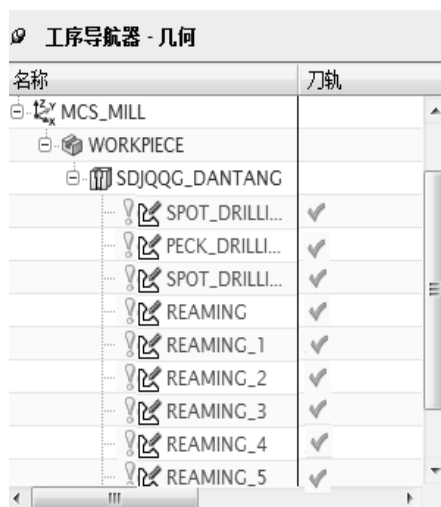 工序导航器 - 几何
名称 刀轨
MCS_MILL
WORKPIECE
SDJQQG_DANTANG
SPOT_DRILLI...
PECK_DRILLI...
SPOT_DRILLI...
REAMING
REAMING_1
REAMING_2
REAMING_3
REAMING_4
REAMING_5